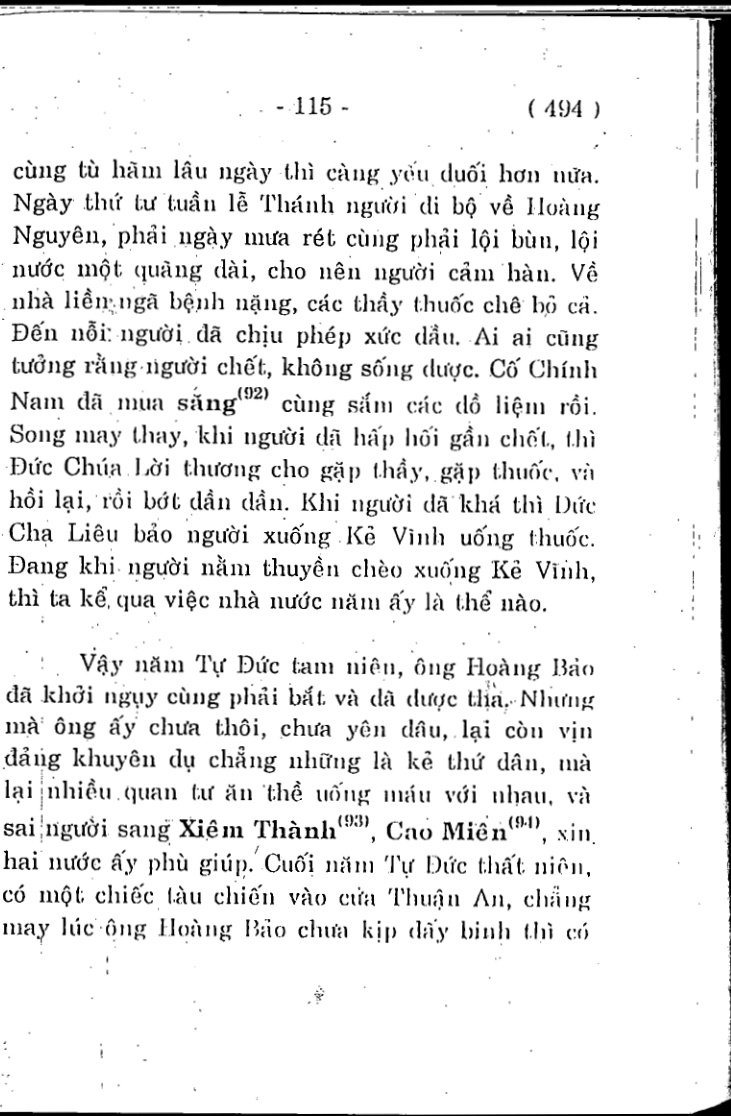 - 115 - ( 494 )
cùng tù hãm lâu ngày thì càng yếu đuối hơn nữa.
Ngày thứ tư tuần lễ Thánh người đi bộ về Hoàng
Nguyên, phải ngày mưa rét cùng phải lội bùn, lội
nước một quãng dài, cho nên người cảm hàn. Về
nhà liền ngã bệnh nặng, các thầy thuốc chê bỏ cả.
Đến nỗi người đã chịu phép xức dầu. Ai ai cũng
tưởng rằng người chết, không sống được. Cố Chính
Nam đã mua săng(92) cùng sắm các đồ liệm rồi.
Song may thay, khi người đã hấp hối gần chết, thì
Đức Chúa Lời thương cho gặp thầy, gặp thuốc, và
hồi lại, rồi bớt dần dần. Khi người đã khá thì Đức
Cha Liêu bảo người xuống Kẻ Vĩnh uống thuốc.
Đang khi người nằm thuyền chèo xuống Kẻ Vĩnh,
thì ta kể qua việc nhà nước năm ấy là thể nào.
Vậy năm Tự Đức tam niên, ông Hoàng Bảo
đã khởi ngụy cùng phải bắt và đã được tha. Nhưng
mà ông ấy chưa thôi, chưa yên đâu, lại còn vịn
đảng khuyên dụ chẳng những là kẻ thứ dân, mà
lại nhiều quan tư ăn thề uống máu với nhau, và
sai người sang Xiêm Thành(93), Cao Miên(94), xin
hai nước ấy phù giúp. Cuối năm Tự Đức thất niên,
có một chiếc tàu chiến vào cửa Thuận An, chẳng
may lúc ông Hoàng Bảo chưa kịp dấy binh thì có